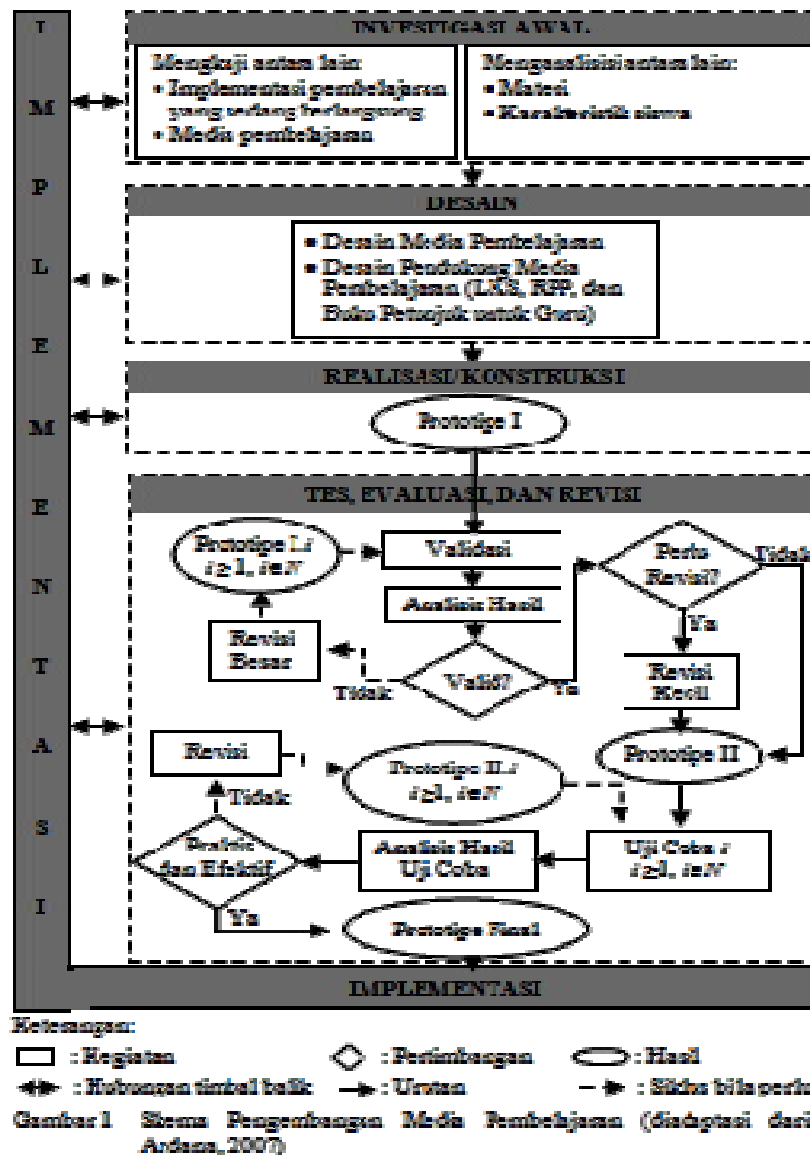 IMPLEMENTASI
INVESTIGASI AWAL
Mengkaji antara lain:
• Implementasi pembelajaran
yang sedang berlangsung
• Media pembelajaran
Menganalisis antara lain:
• Materi
• Karakteristik siswa
DESAIN
• Desain Media Pembelajaran
• Desain Pendukung Media
Pembelajaran (LKS, RPP, dan
Buku Petunjuk untuk Guru)
REALISASI/KONSTRUKSI
Prototipe I
TES, EVALUASI, DAN REVISI
Prototipe I.i
i ≥ 1, i∈N
Validasi
Analisis Hasil
Revisi
Besar
Tidak
Valid?
Ya
Perlu
Revisi?
Tidak
Ya
Revisi
Kecil
Prototipe II
Revisi
Prototipe II.i
i ≥1, i∈N
Tidak
Praktis
dan Efektif
Analisis Hasil
Uji Coba
Uji Coba i
i ≥1, i∈N
Ya
Prototipe Final
IMPLEMENTASI
Keterangan:
: Kegiatan
: Pertimbangan
: Hasil
: Hubungan timbal balik
: Urutan
: Siklus bila perlu
Gambar 1 Skema Pengembangan Media Pembelajaran (diadaptasi dari
Ardana, 2007)